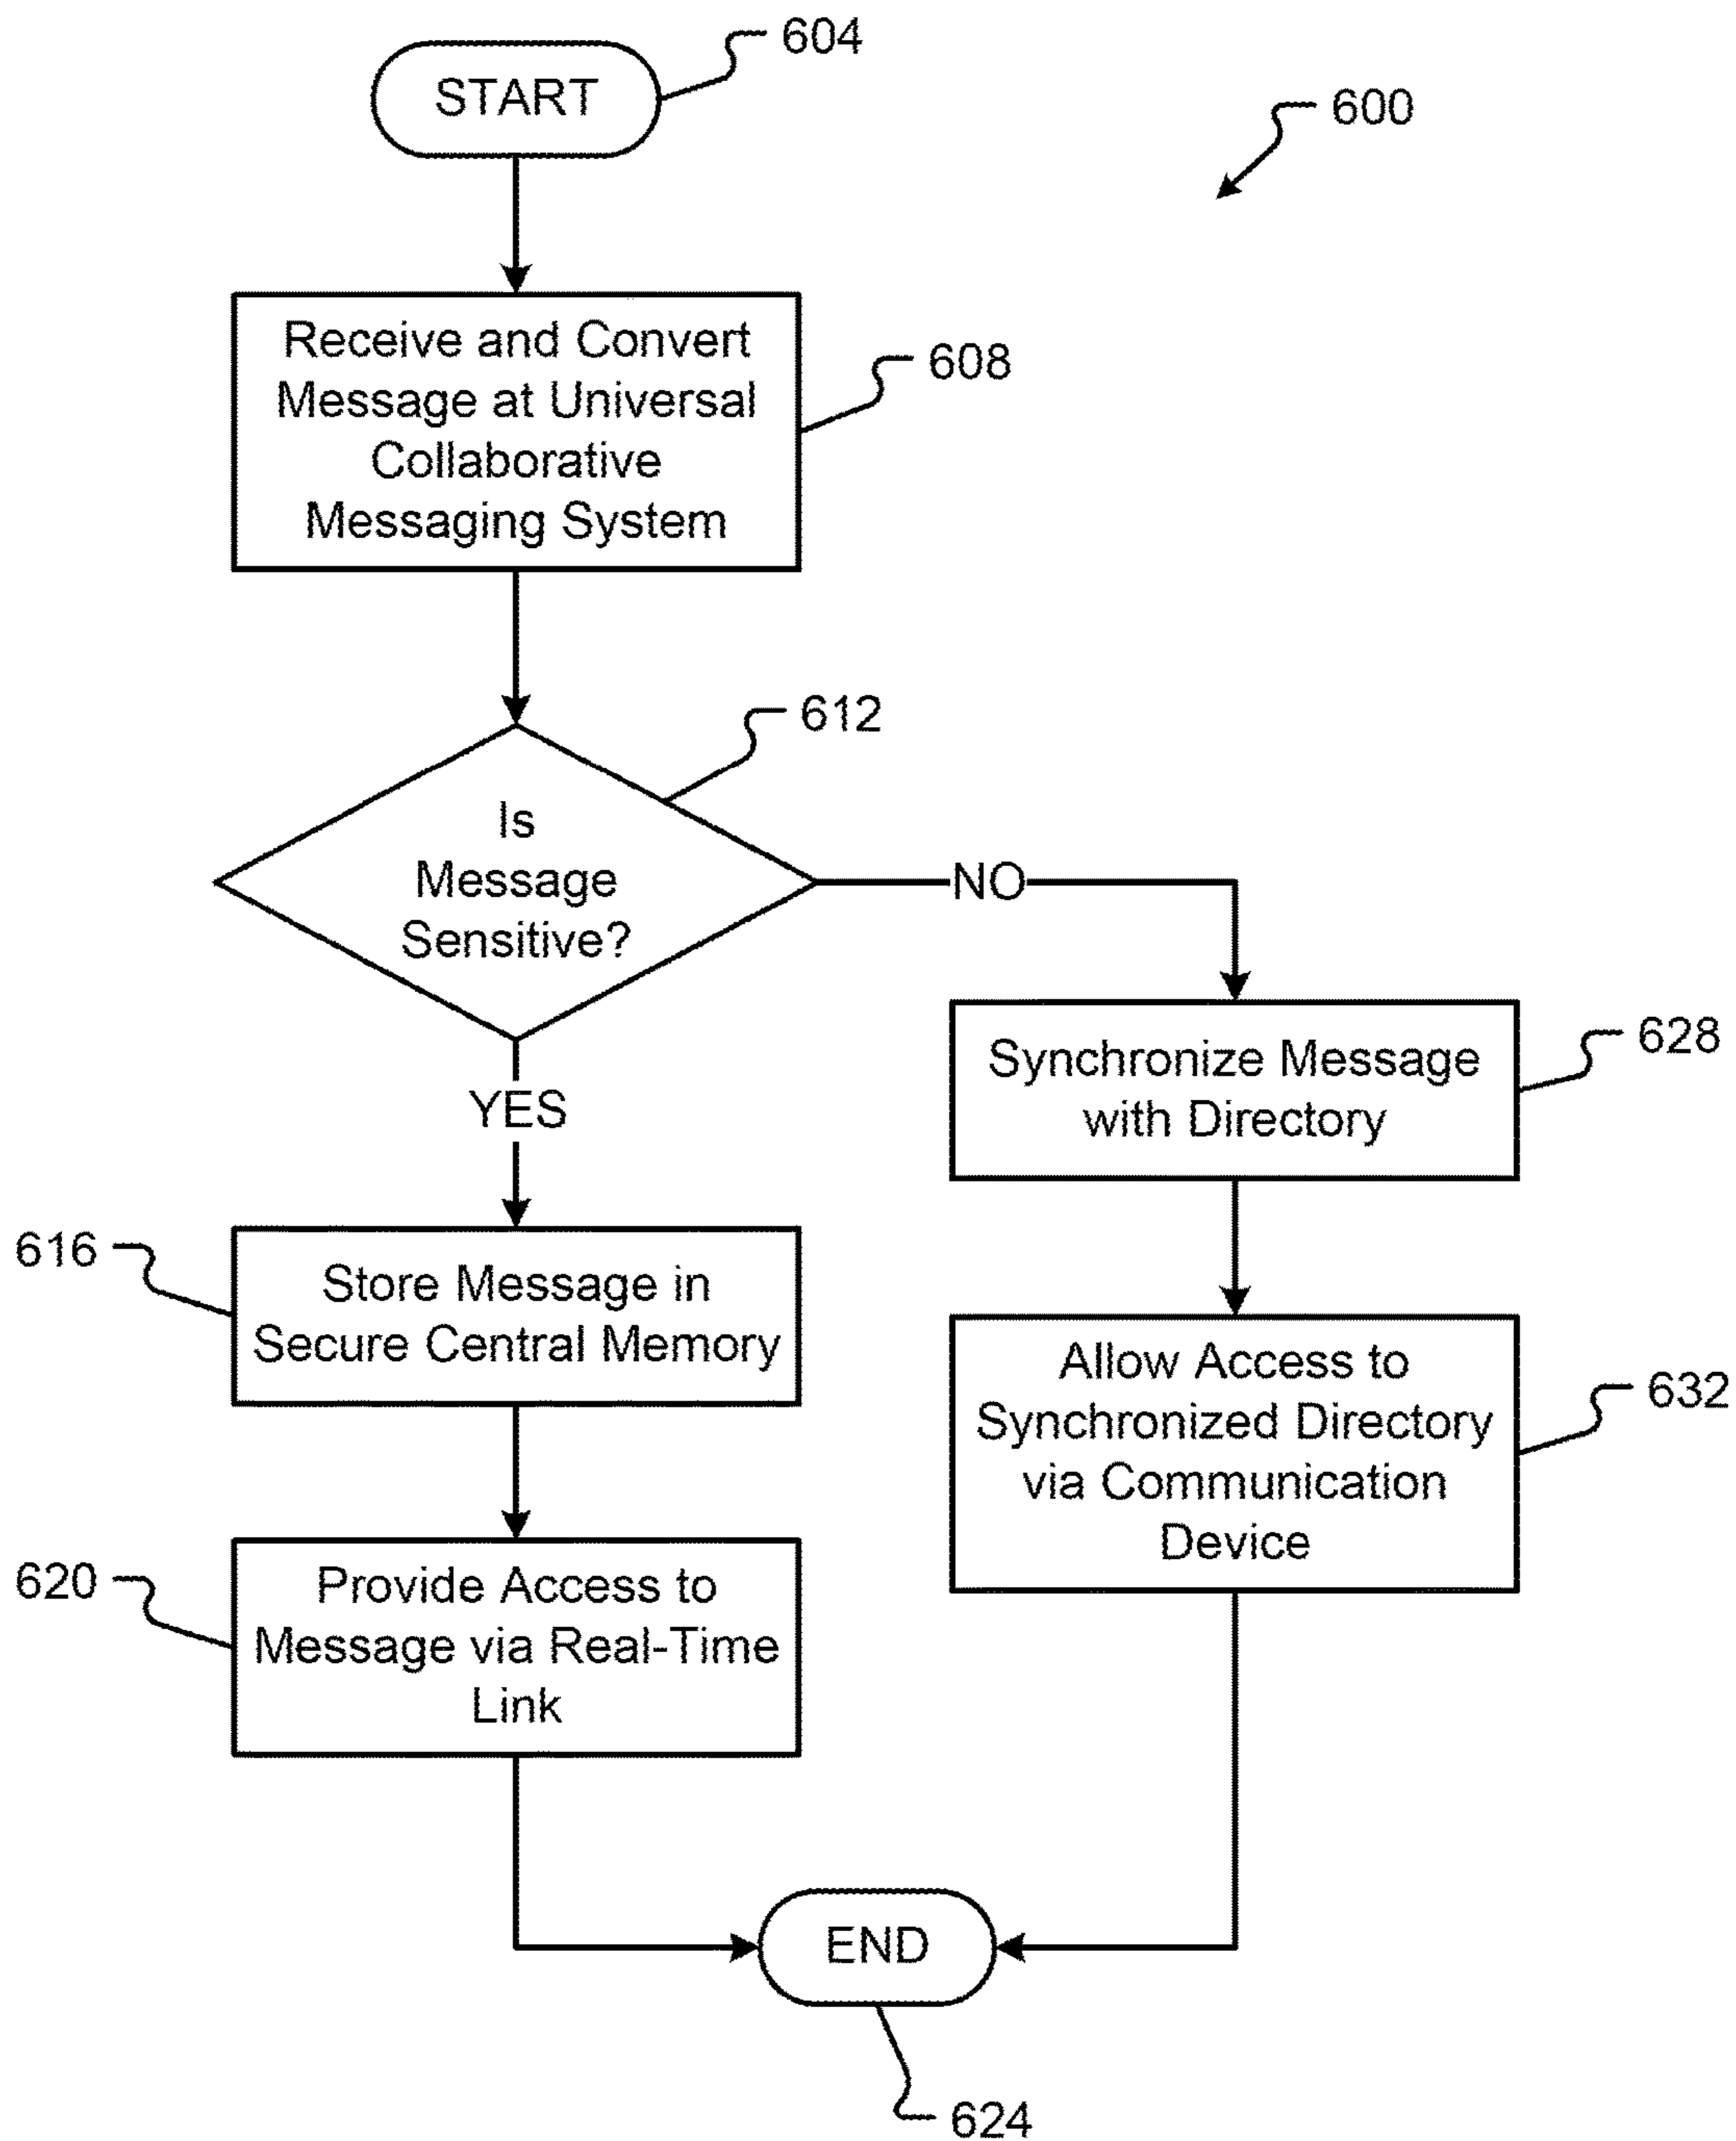 604
START
600
Receive and Convert
Message at Universal
Collaborative
Messaging System
608
612
Is
Message
Sensitive?
NO
YES
Synchronize Message
with Directory
628
616
Store Message in
Secure Central Memory
Allow Access to
Synchronized Directory
via Communication
Device
632
620
Provide Access to
Message via Real-Time
Link
END
624